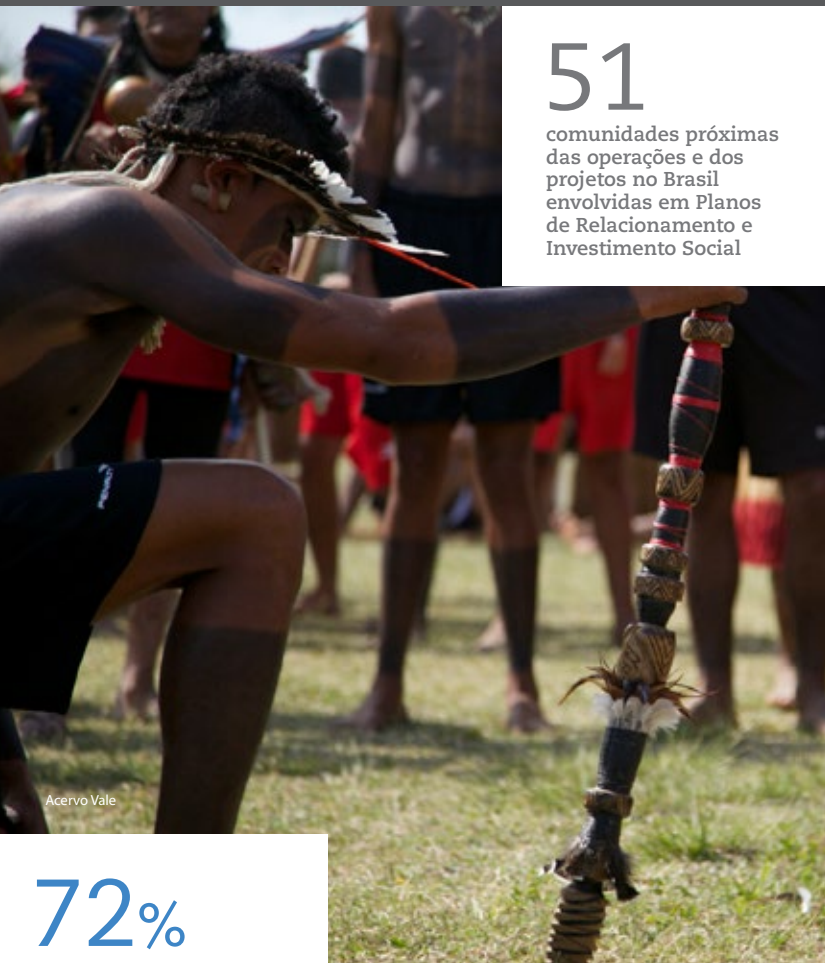 51
comunidades próximas
das operações e dos
projetos no Brasil
envolvidas em Planos
de Relacionamento e
Investimento Social
Acervo Vale
72%